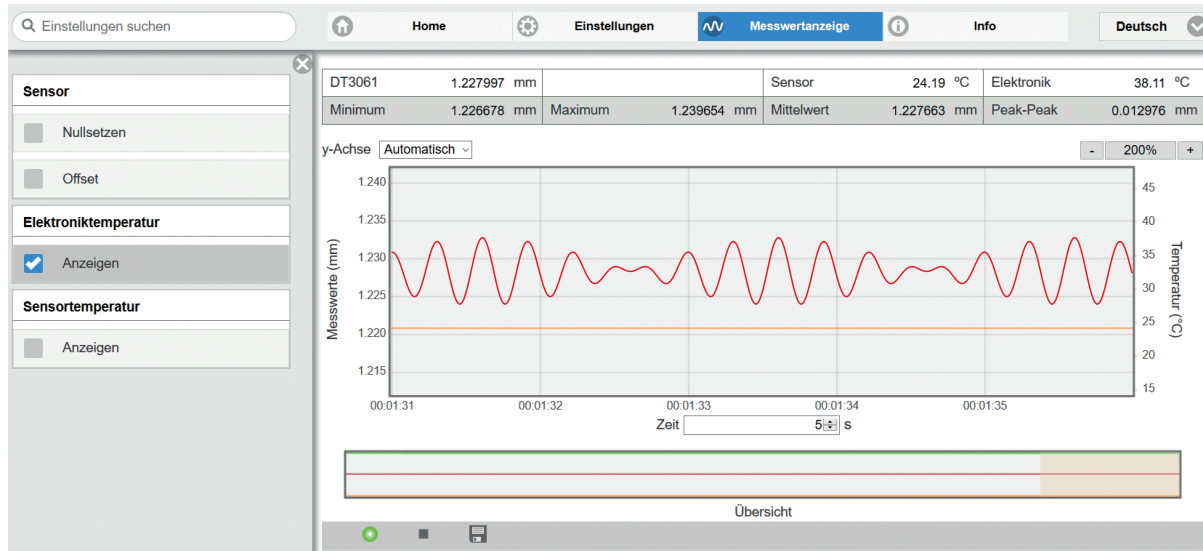 Einstellungen suchen
Home Einstellungen Messwertanzeige Info Deutsch
Sensor
Nullsetzen
Offset
Elektroniktemperatur
Anzeigen
Sensortemperatur
Anzeigen
DT3061 1.227997 mm Sensor 24.19 °C Elektronik 38.11 °C
Minimum 1.226678 mm Maximum 1.239654 mm Mittelwert 1.227663 mm Peak-Peak 0.012976 mm
y-Achse Automatisch - 200% +
Messwerte (mm)
1.240
1.235
1.230
1.225
1.220
1.215
45
40
35
30
25
20
15
Temperatur (°C)
00:01:31 00:01:32 00:01:33 00:01:34 00:01:35
Zeit 5 s
Übersicht